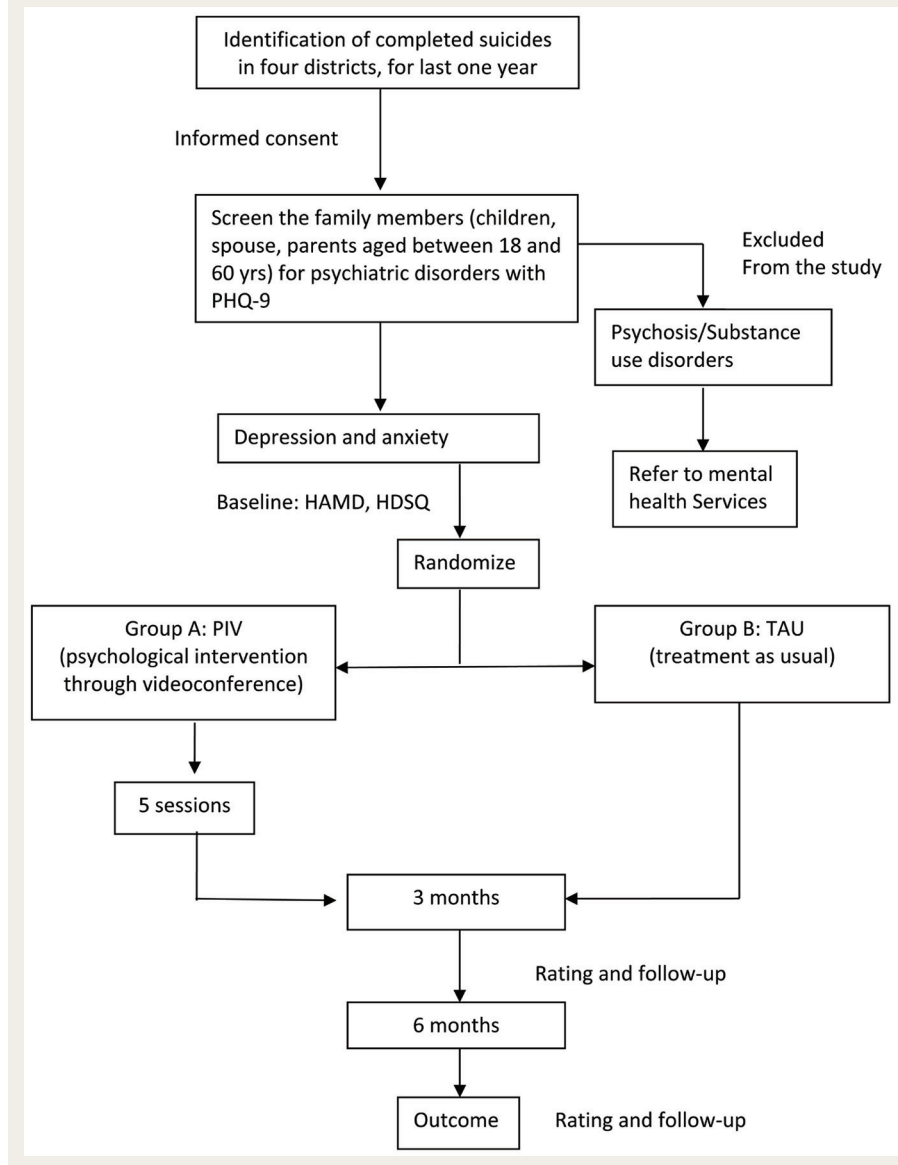 Identification of completed suicides
in four districts, for last one year
Informed consent
Screen the family members (children,
spouse, parents aged between 18 and
60 yrs) for psychiatric disorders with
PHQ-9
Excluded
From the study
Psychosis/Substance
use disorders
Depression and anxiety
Refer to mental
health Services
Baseline: HAMD, HDSQ
Randomize
Group A: PIV
(psychological intervention
through videoconference)
Group B: TAU
(treatment as usual)
5 sessions
3 months
Rating and follow-up
6 months
Outcome
Rating and follow-up